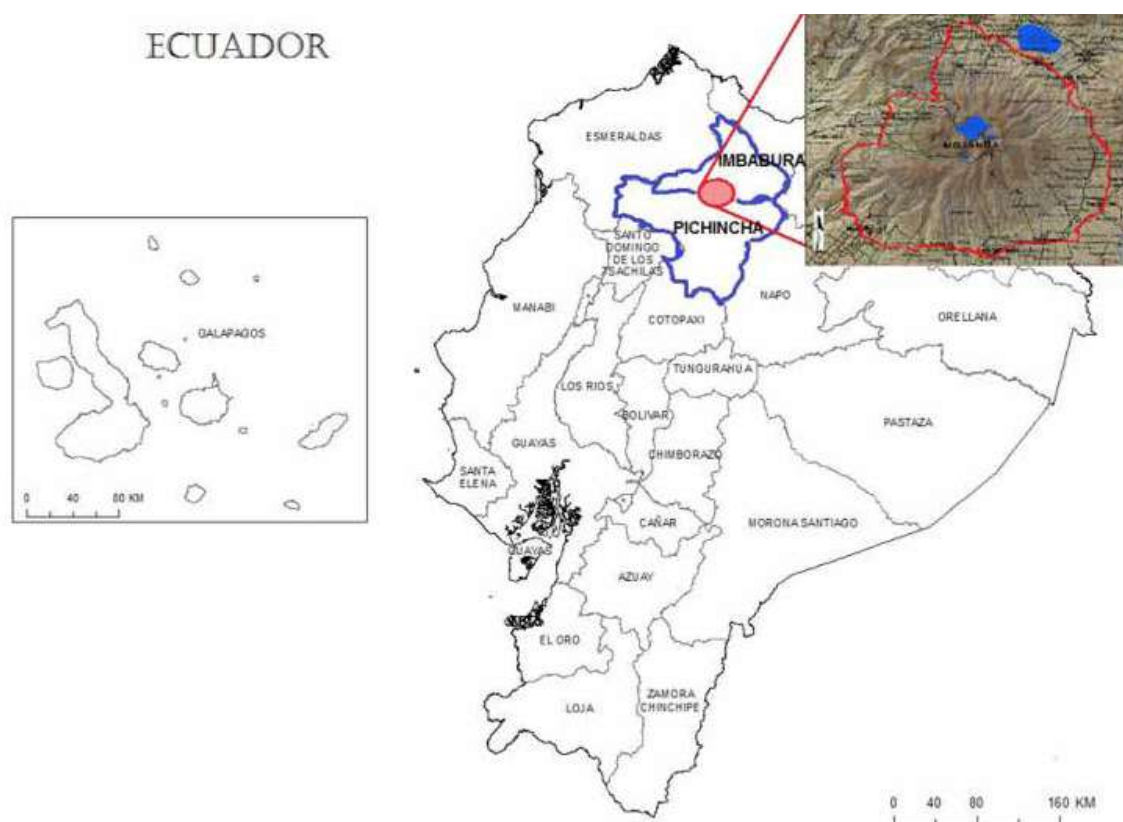 ECUADOR
ESMERALDAS
IMBABURA
MOJANDA
PICHINCHA
SANTO
DOMINGO
DE LOS
TSACHILAS
NAPO
MANABI
COTOPAXI
ORELLANA
GALAPAGOS
TUNGURAHUA
LOS RIOS
BOLIVAR
PASTAZA
GUAYAS
CHIMBORAZO
SANTA
ELENA
0 40 80 KM
CAÑAR
MORONA SANTIAGO
GUAYAS
AZUAY
EL ORO
ZAMORA
CHINCHIPE
LOJA
0 40 80 160 KM